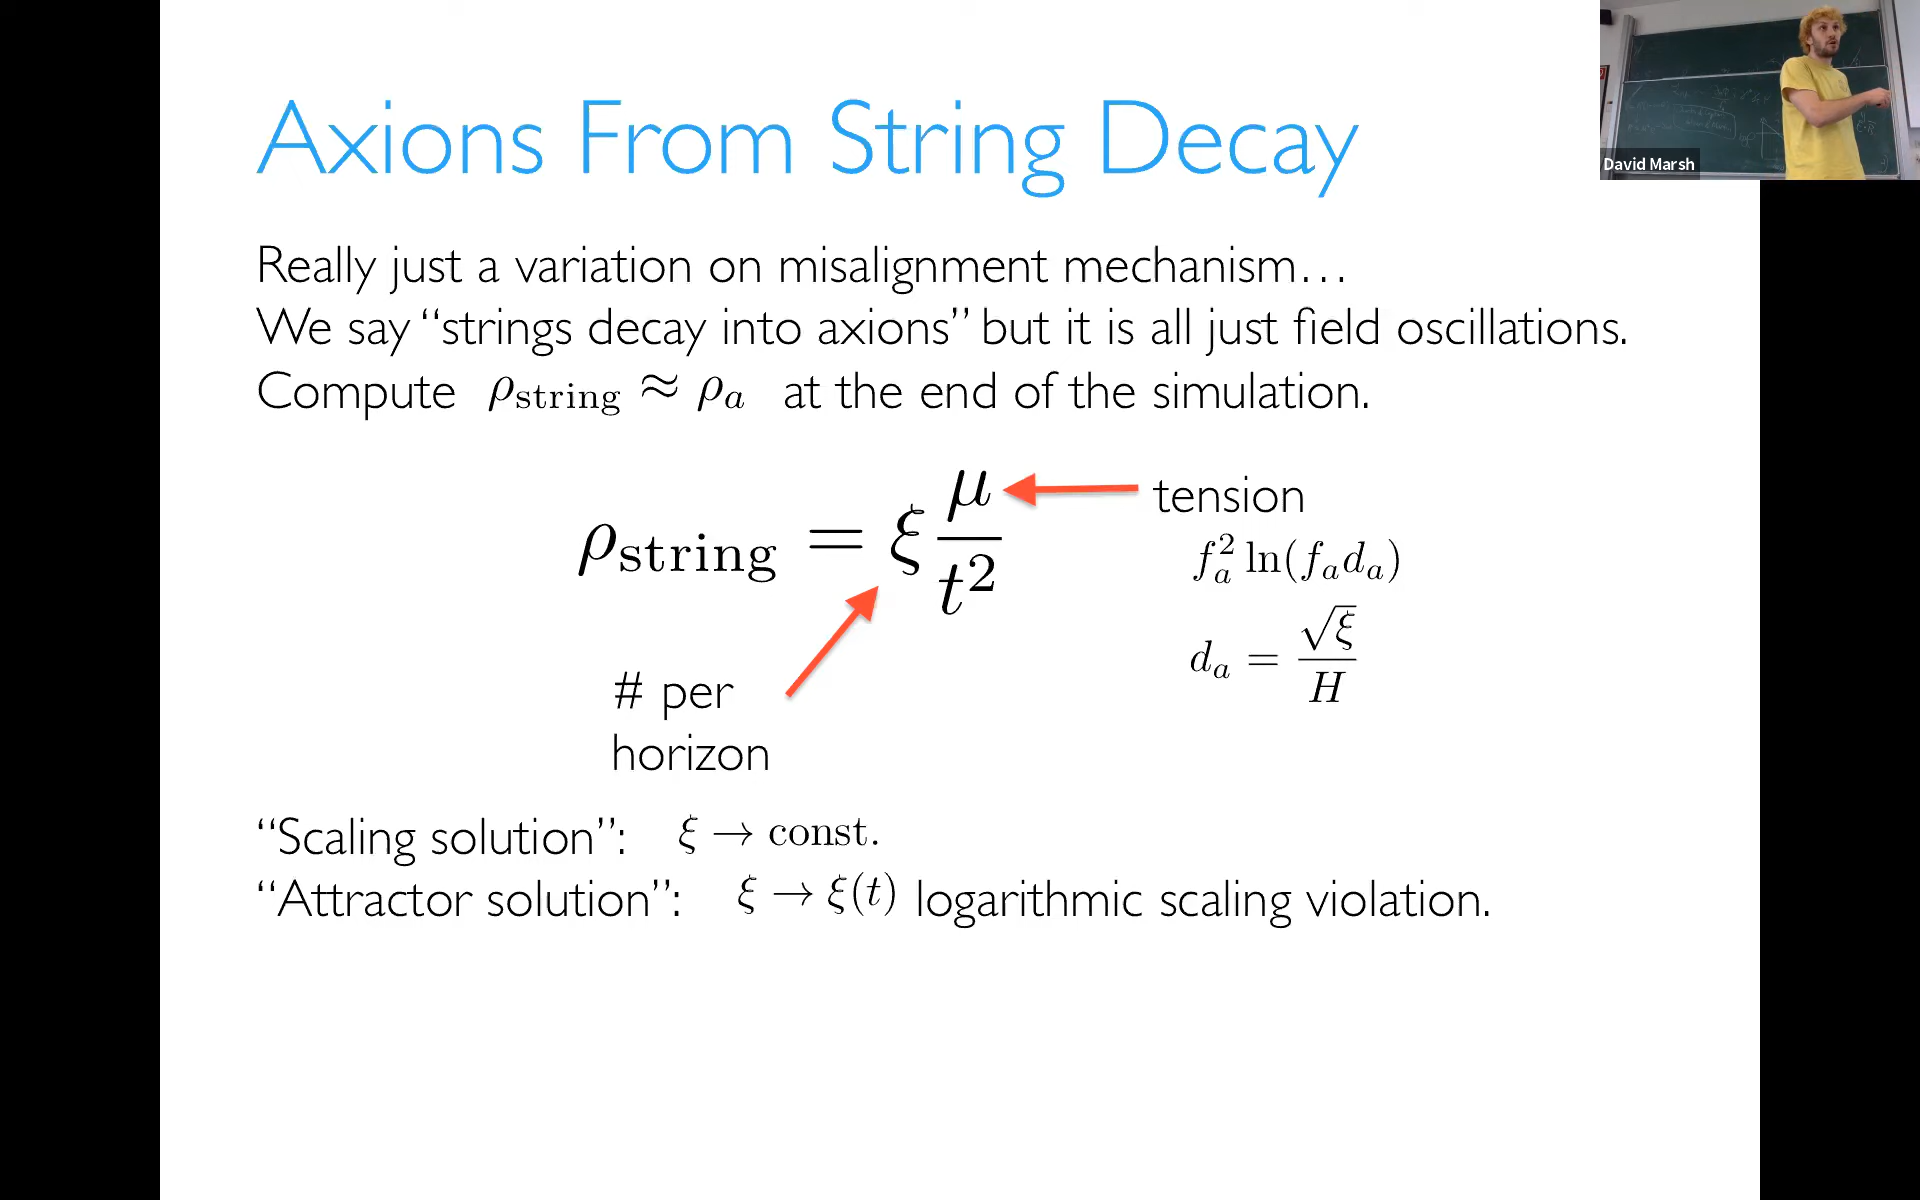 Axions From String Decay
David Marsh
Really just a variation on misalignment mechanism…
We say “strings decay into axions” but it is all just field oscillations.
Compute ρ_string ≈ ρ_a at the end of the simulation.
ρ_string = ξ μ/t²
tension
f_a² ln(f_a d_a)
d_a = √ξ/H
# per
horizon
“Scaling solution”: ξ → const.
“Attractor solution”: ξ → ξ(t) logarithmic scaling violation.